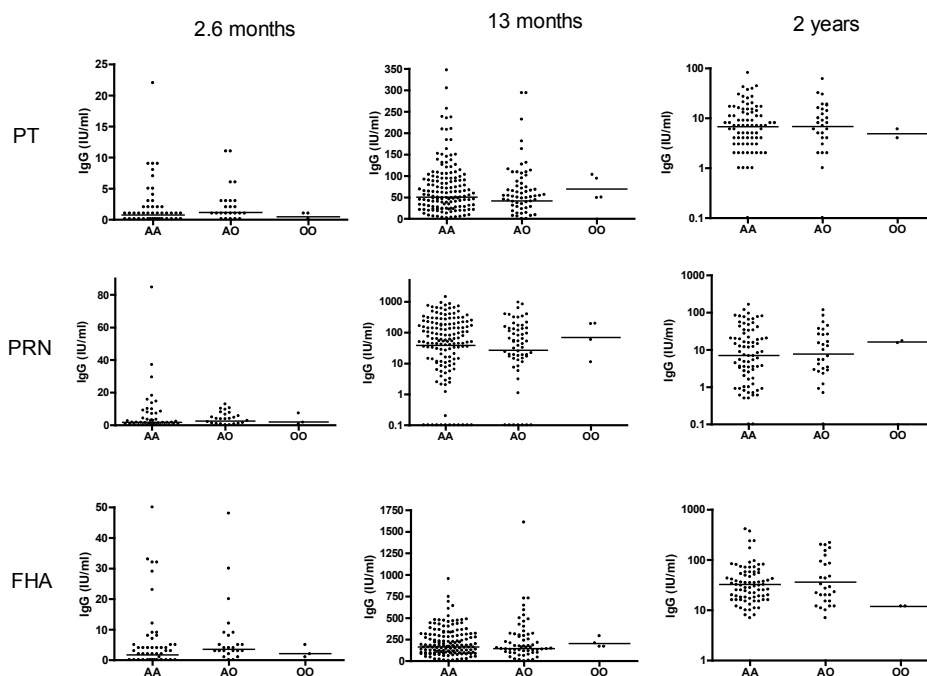 2.6 months 13 months 2 years
PT
IgG (IU/ml)
25
20
15
10
5
0
AA AO OO
IgG (IU/ml)
350
300
250
200
150
100
50
0
AA AO OO
IgG (IU/ml)
100
10
1
0.1
AA AO OO
PRN
IgG (IU/ml)
80
60
40
20
0
AA AO OO
IgG (IU/ml)
1000
100
10
1
0.1
AA AO OO
IgG (IU/ml)
1000
100
10
1
0.1
AA AO OO
FHA
IgG (IU/ml)
50
40
30
20
10
0
AA AO OO
IgG (IU/ml)
1750
1500
1250
1000
750
500
250
0
AA AO OO
IgG (IU/ml)
1000
100
10
1
AA AO OO